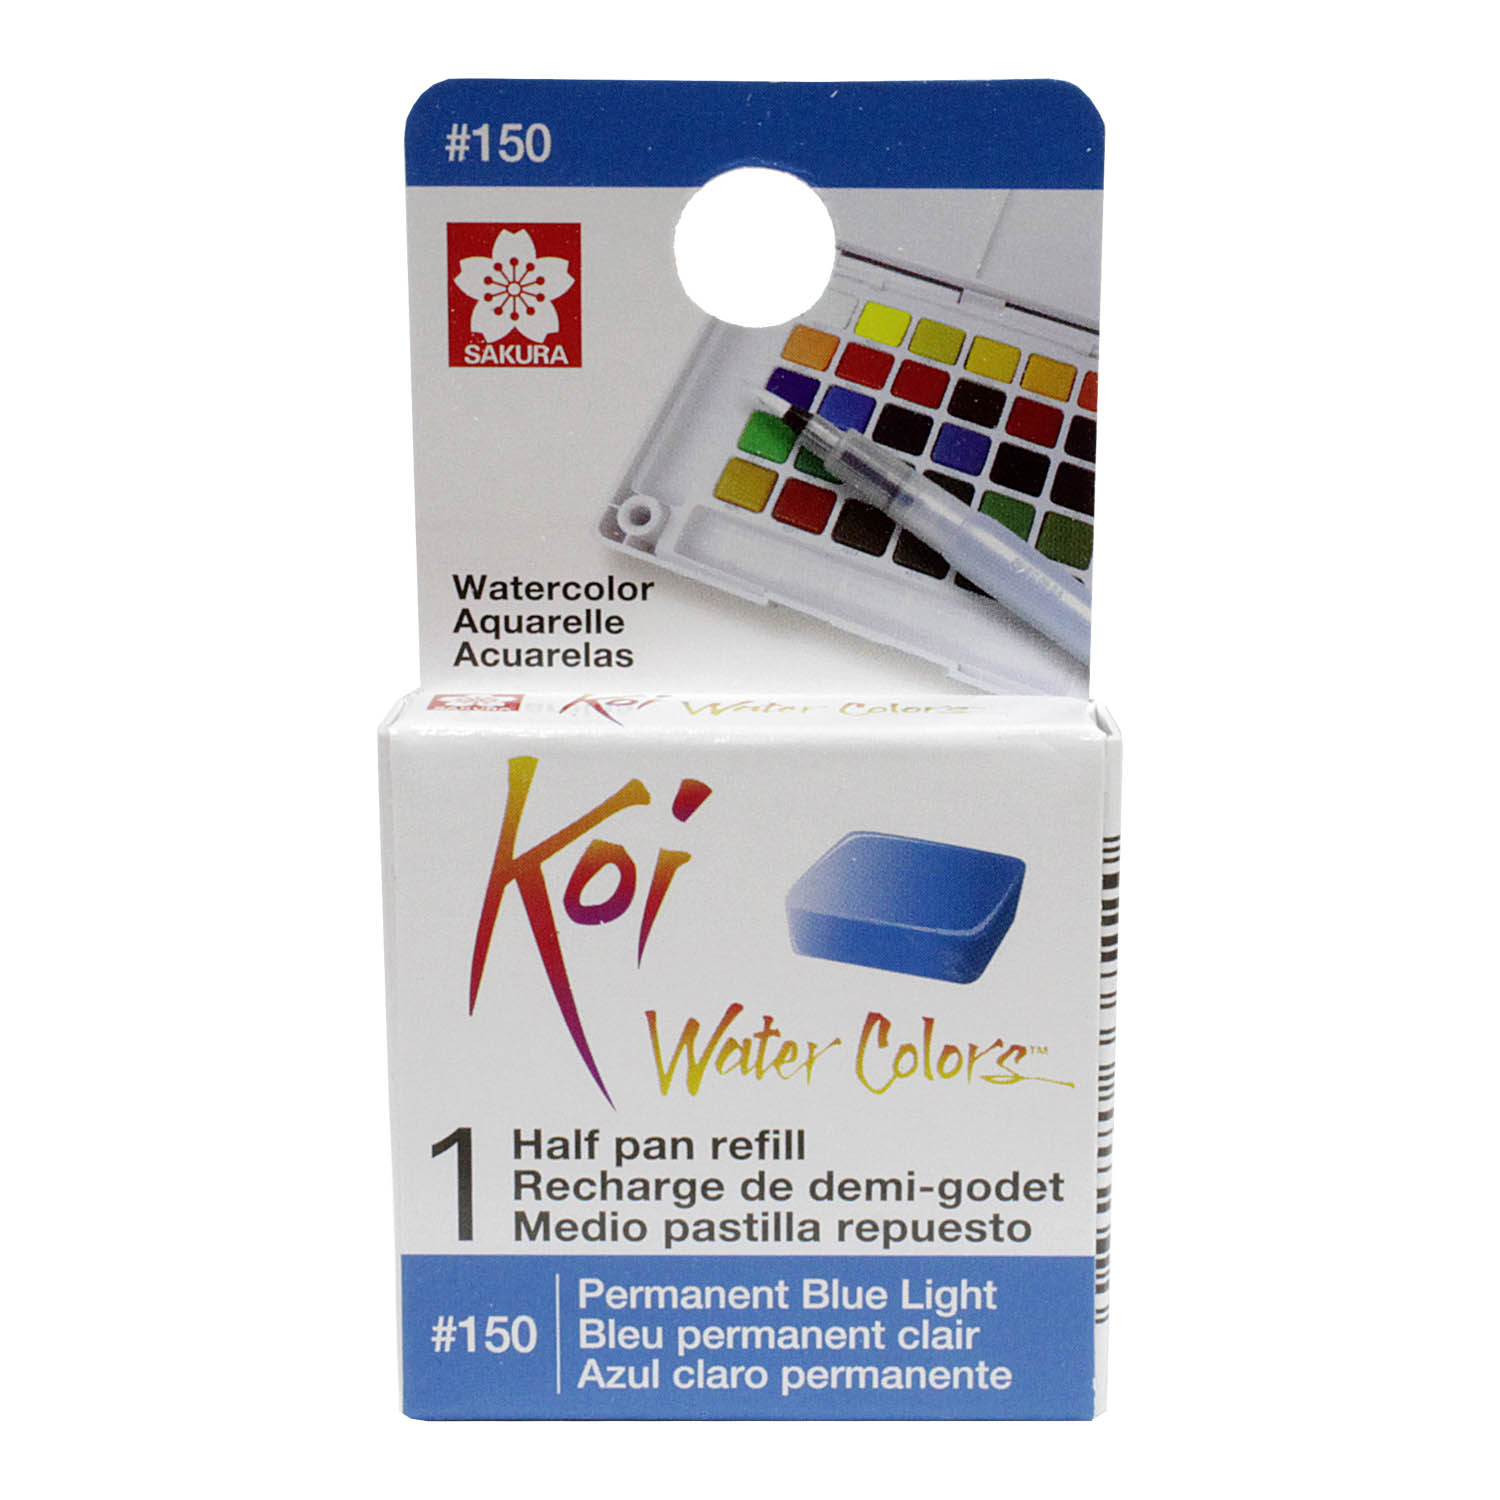 #150
SAKURA
Watercolor
Aquarelle
Acuarelas
SAKURA Koi Water Colors
Koi
Water Colors™
1 Half pan refill
Recharge de demi-godet
Medio pastilla repuesto
#150
Permanent Blue Light
Bleu permanent clair
Azul claro permanente